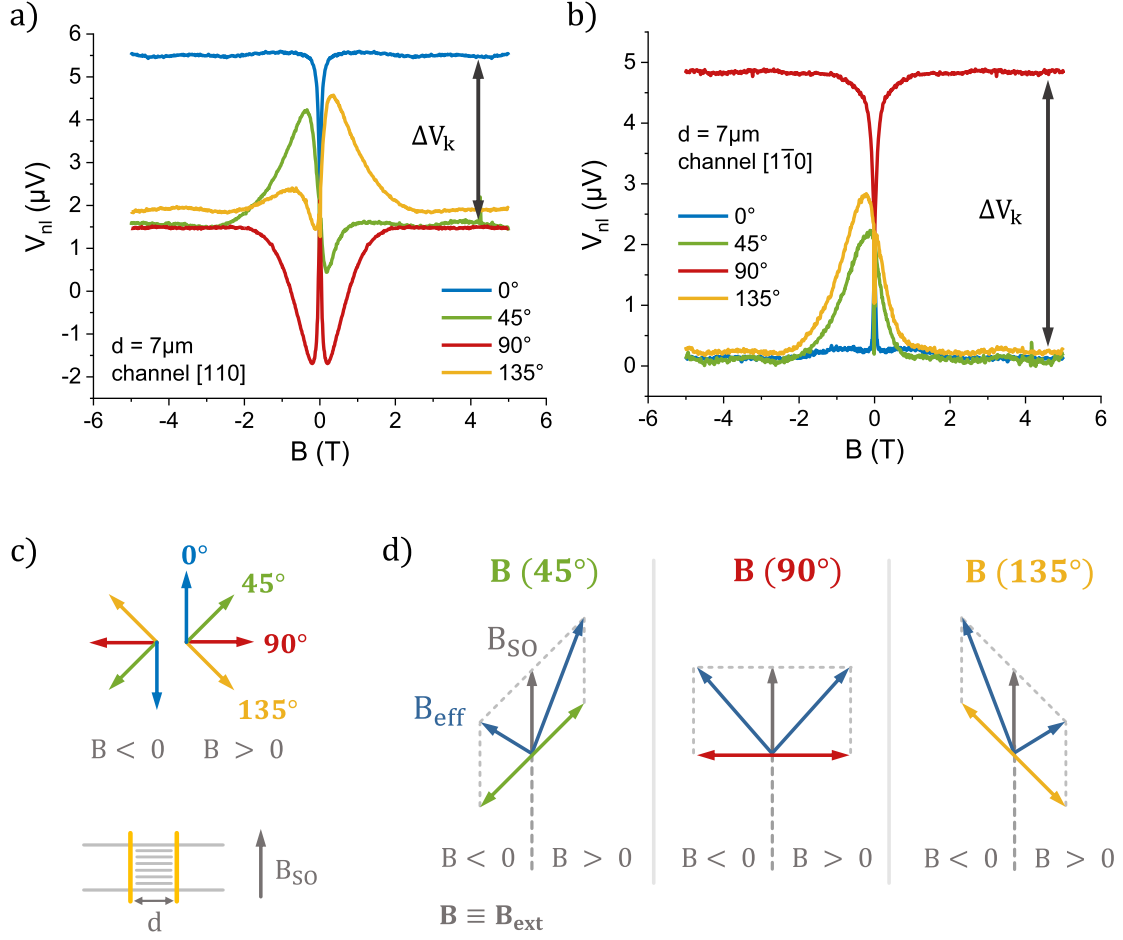 a)
V_nl (μV)
6
5
4
3
2
1
0
-1
-2
ΔV_k
d = 7μm
channel [110]
0°
45°
90°
135°
-6 -4 -2 0 2 4 6
B (T)
b)
V_nl (μV)
5
4
3
2
1
0
d = 7μm
channel [11̅0]
0°
45°
90°
135°
ΔV_k
-6 -4 -2 0 2 4 6
B (T)
c)
0°
45°
90°
135°
B < 0 B > 0
B_SO
d
d)
B (45°) B (90°) B (135°)
B_SO
B_eff
B < 0 B > 0 B < 0 B > 0 B < 0 B > 0
B ≡ B_ext